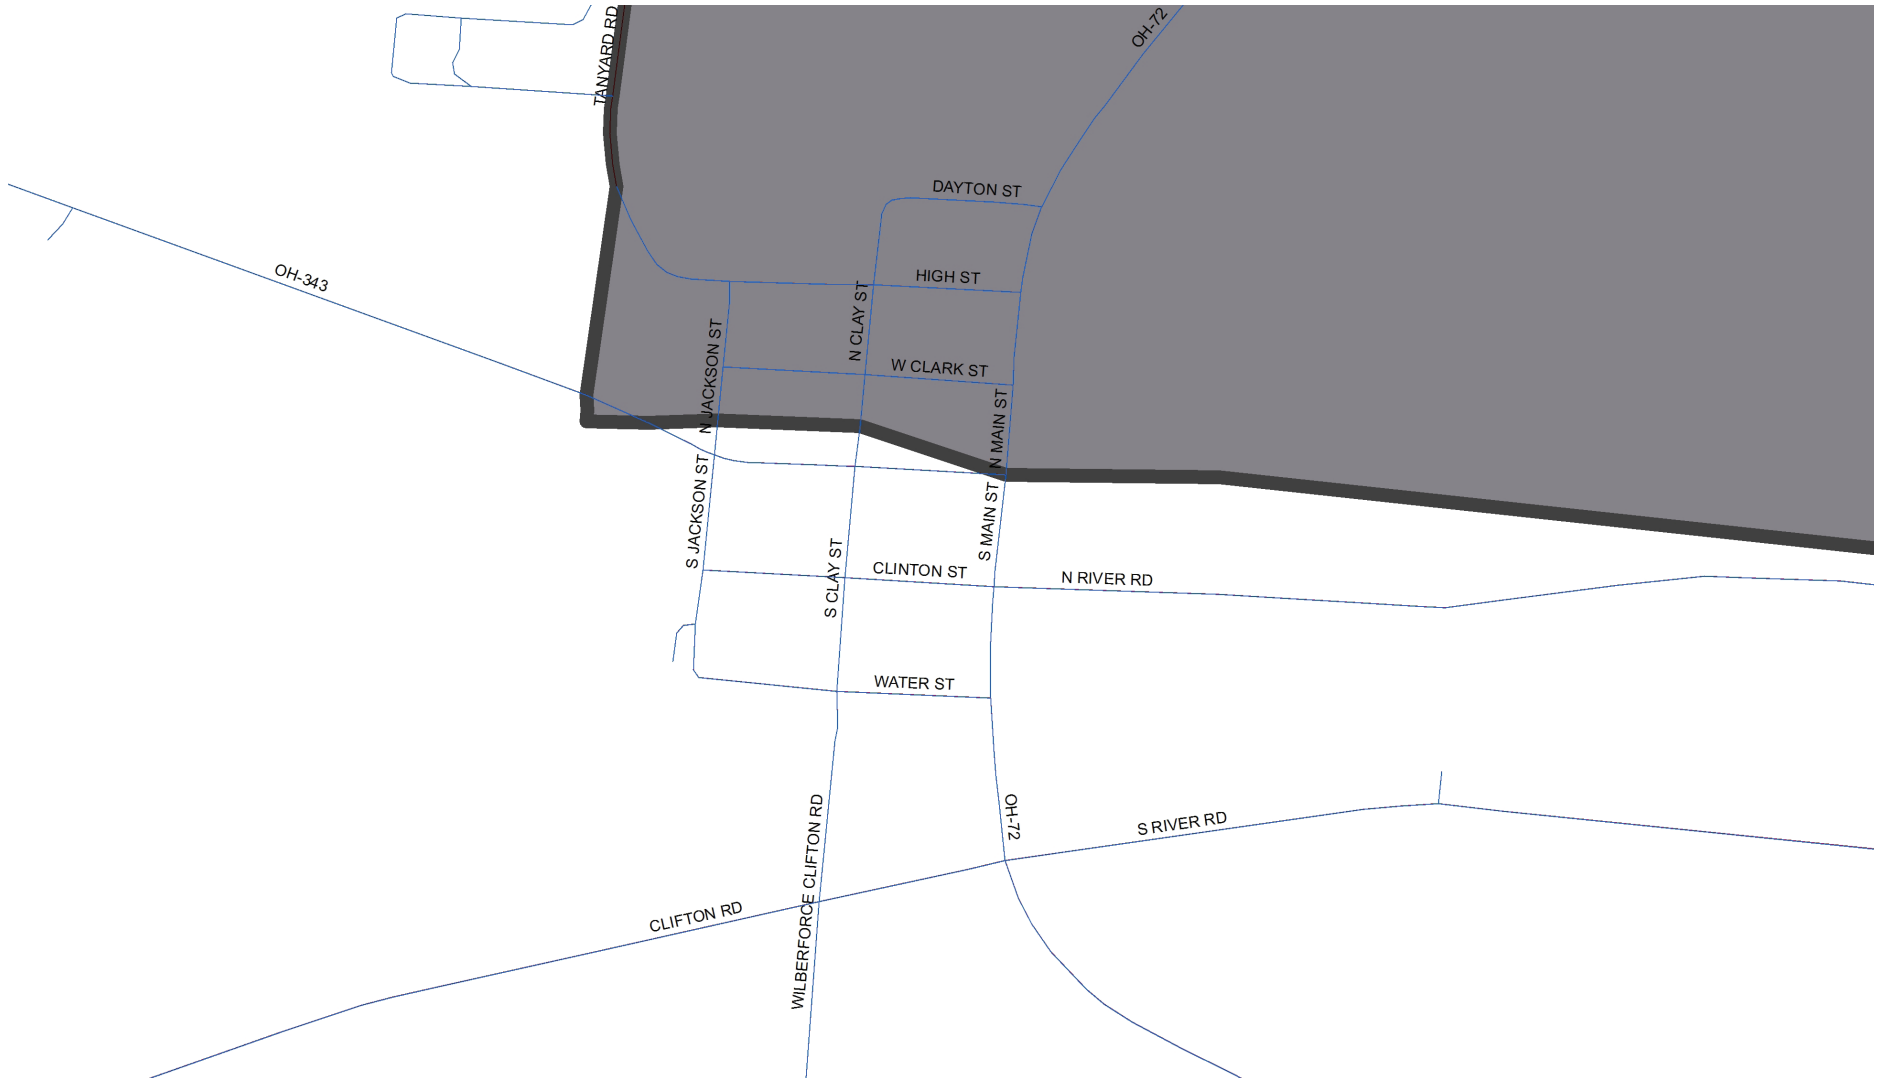 TANYARD RD
OH-72
DAYTON ST
OH-343
HIGH ST
N CLAY ST
N JACKSON ST
W CLARK ST
N MAIN ST
S JACKSON ST
S MAIN ST
S CLAY ST
CLINTON ST
N RIVER RD
WATER ST
WILBERFORCE CLIFTON RD
OH-72
S RIVER RD
CLIFTON RD